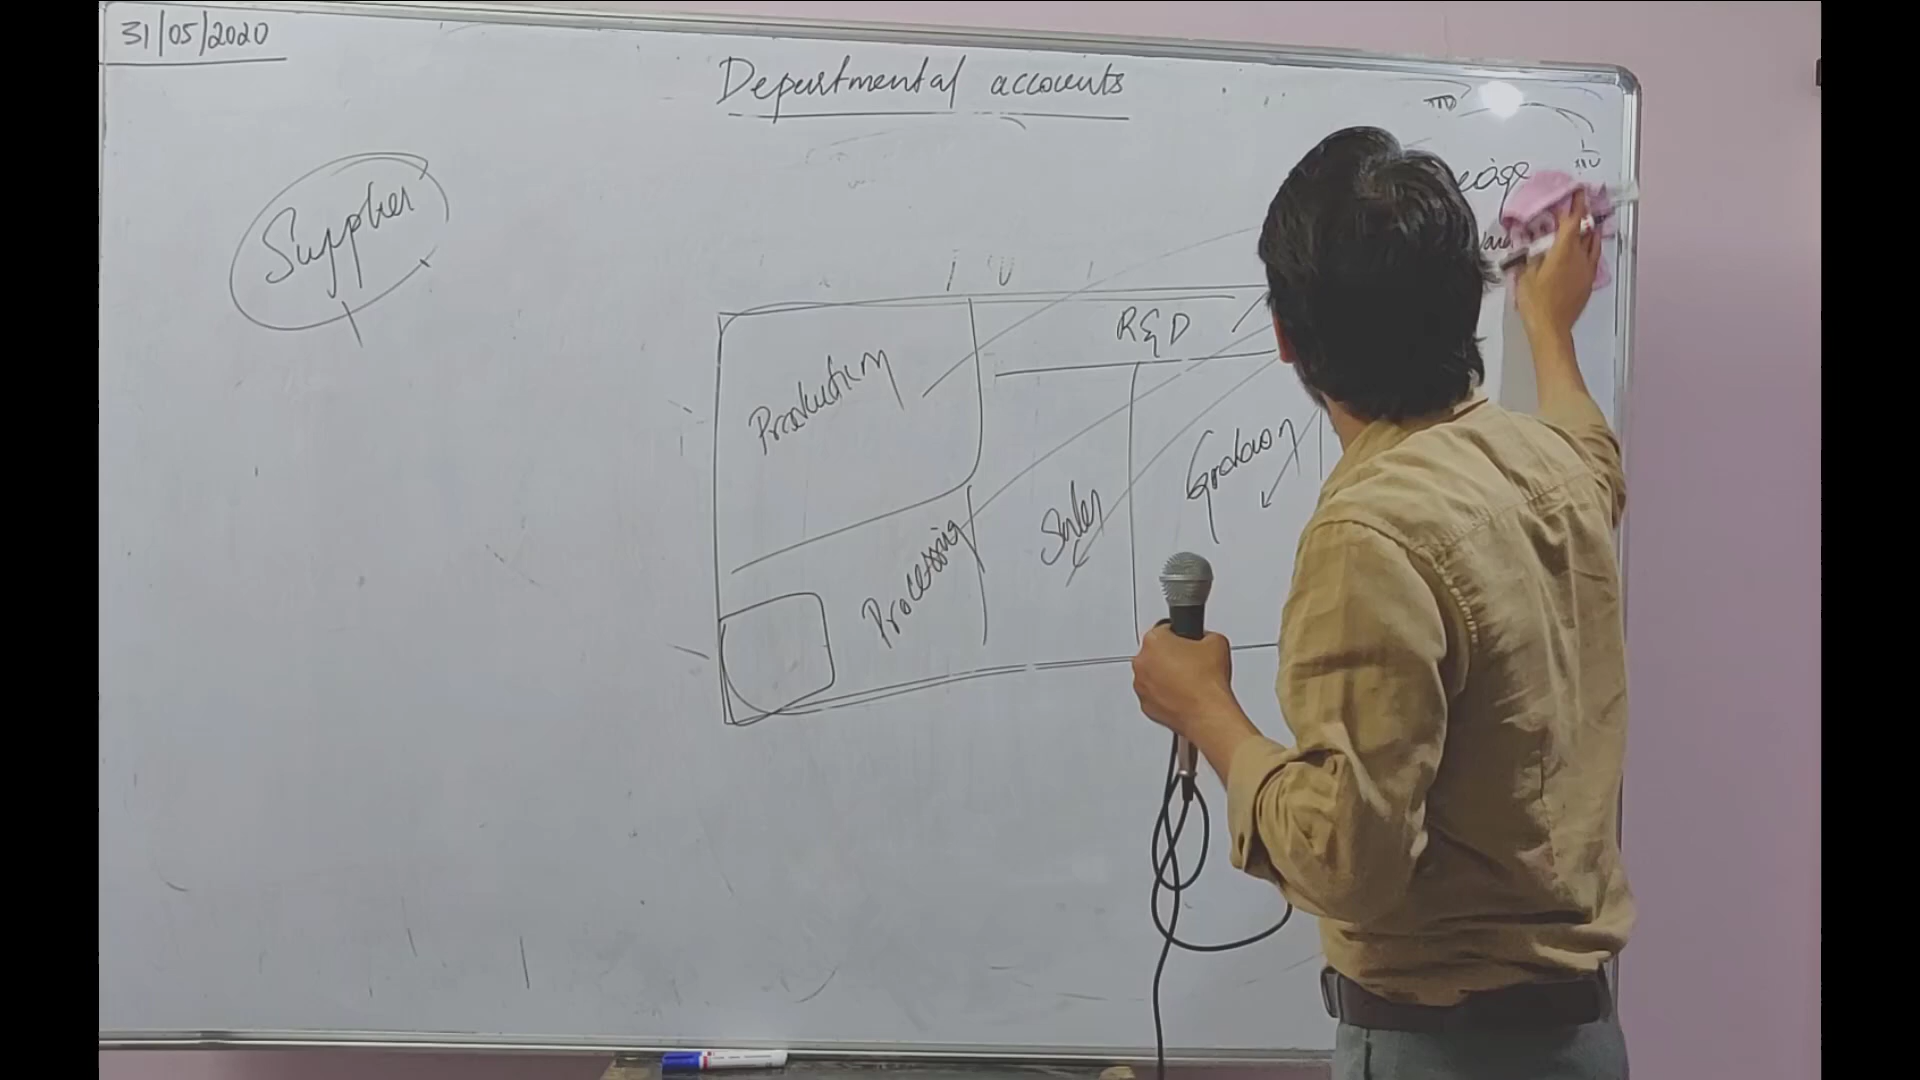 31/05/2020
Departmental accounts
Supplier
R&D
Production
Godown
Sales
Processing